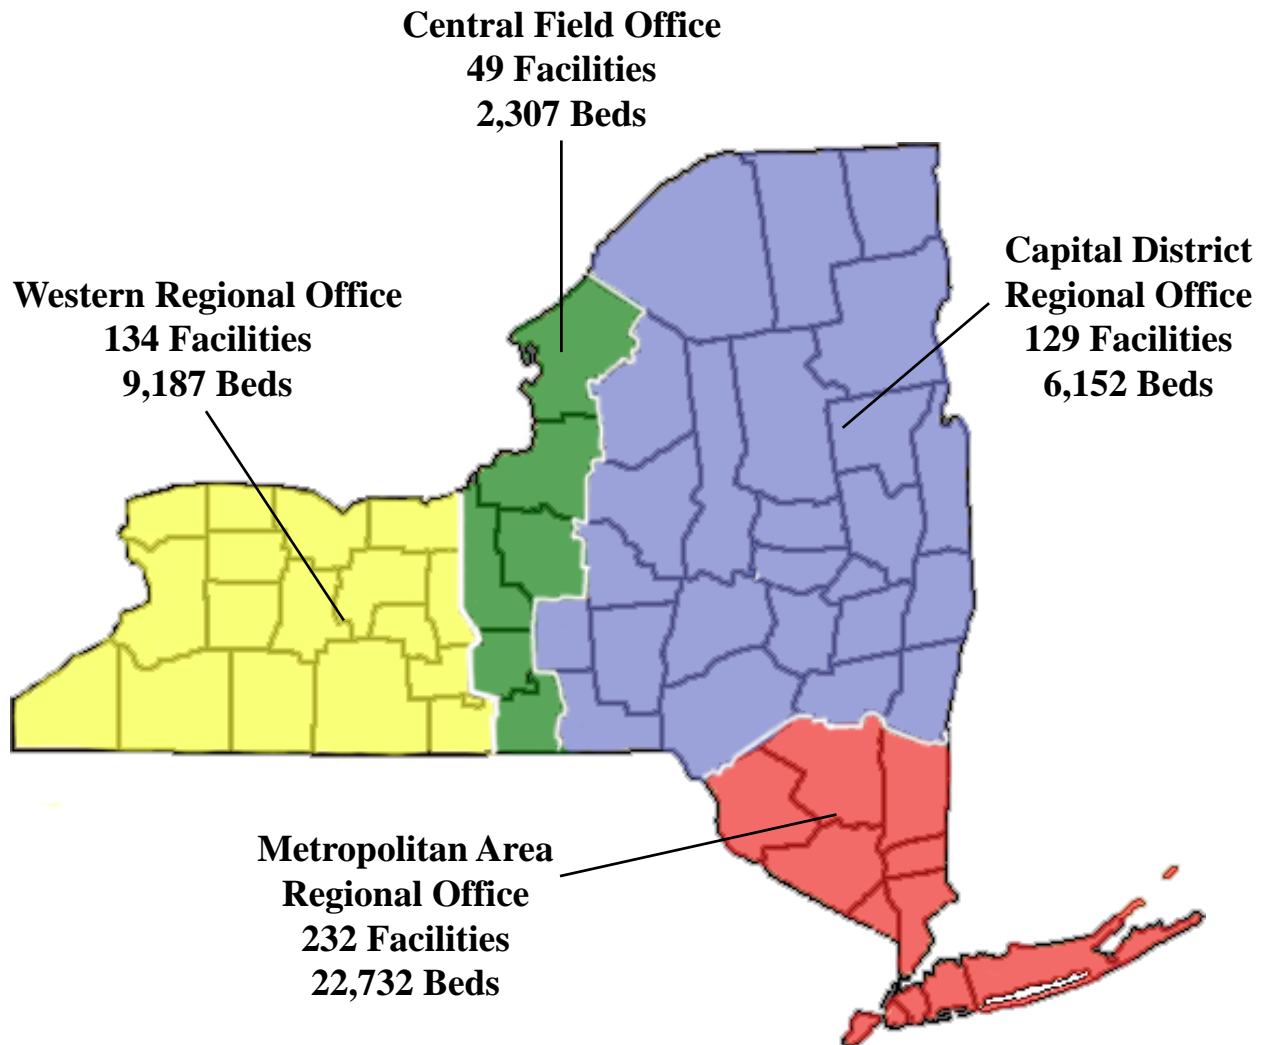 Central Field Office
49 Facilities
2,307 Beds
Capital District
Regional Office
129 Facilities
6,152 Beds
Western Regional Office
134 Facilities
9,187 Beds
Metropolitan Area
Regional Office
232 Facilities
22,732 Beds